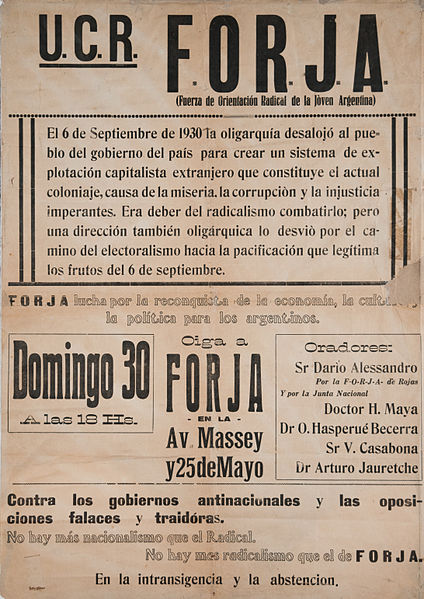 U.C.R. F.O.R.J.A.
(Fuerza de Orientación Radical de la Jòven Argentina)
El 6 de Septiembre de 1930 la oligarquía desalojó al pue-
blo del gobierno del país para crear un sistema de ex-
plotación capitalista extranjero que constituye el actual
coloniaje, causa de la miseria, la corrupciòn y la injusticia
imperantes. Era deber del radicalismo combatirlo; pero
una dirección también oligárquica lo desviò por el ca-
mino del electoralismo hacia la pacificación que legítima
los frutos del 6 de septiembre.
FORJA lucha por la reconquista de la economía, la cultura y
la política para los argentinos.
Domingo 30
A las 18 Hs.
Oiga a
FORJA
- EN LA -
Av. Massey
y 25 de Mayo
Oradores:
Sr Dario Alessandro
Por la F-O-R-J-A- de Rojas
Y por la Junta Nacional
Doctor H. Maya
Dr O. Hasperué Becerra
Sr V. Casabona
Dr Arturo Jauretche
Contra los gobiernos antinacionales y las oposi-
ciones falaces y traidóras.
No hay más nacionalismo que el Radical.
No hay mas radicalismo que el de FORJA.
En la intransigencia y la abstencion.